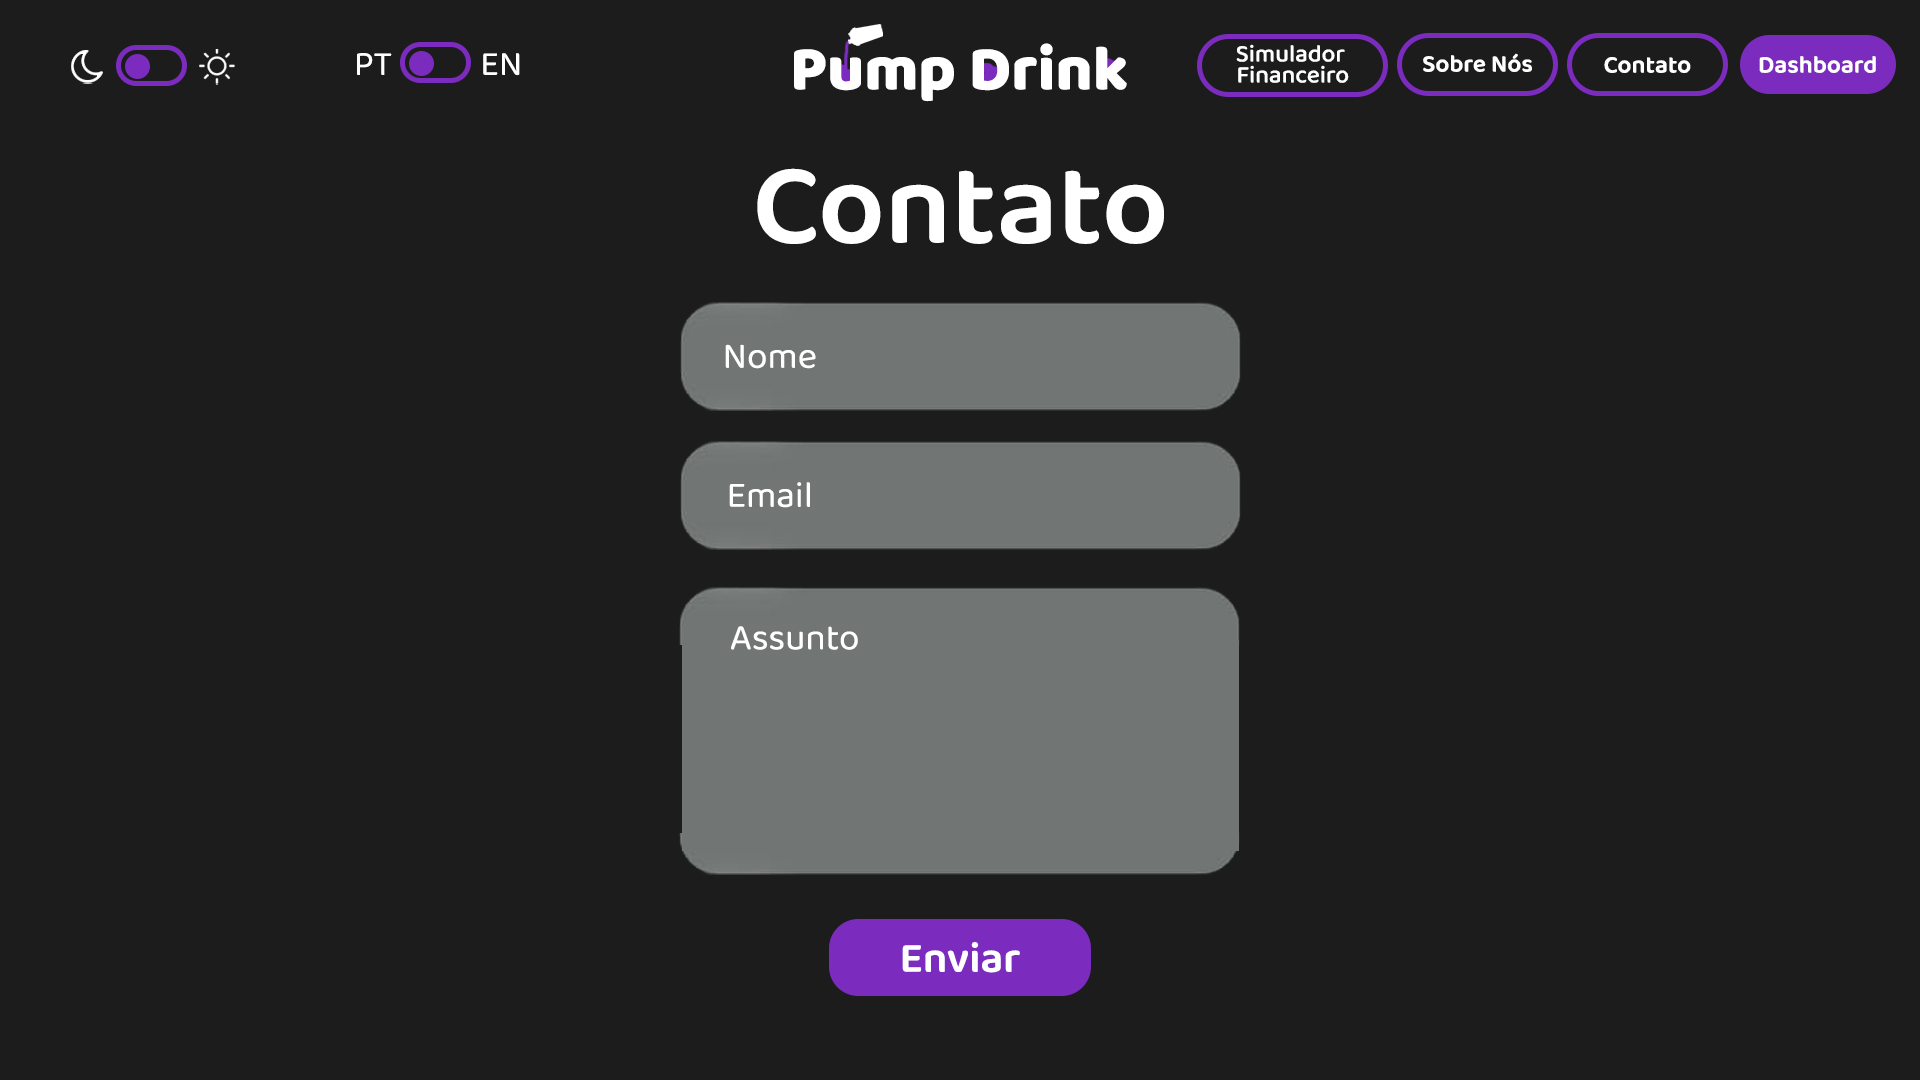 PT
EN
Pump Drink
Simulador
Financeiro
Sobre Nós
Contato
Dashboard
Contato
Nome
Email
Assunto
Enviar